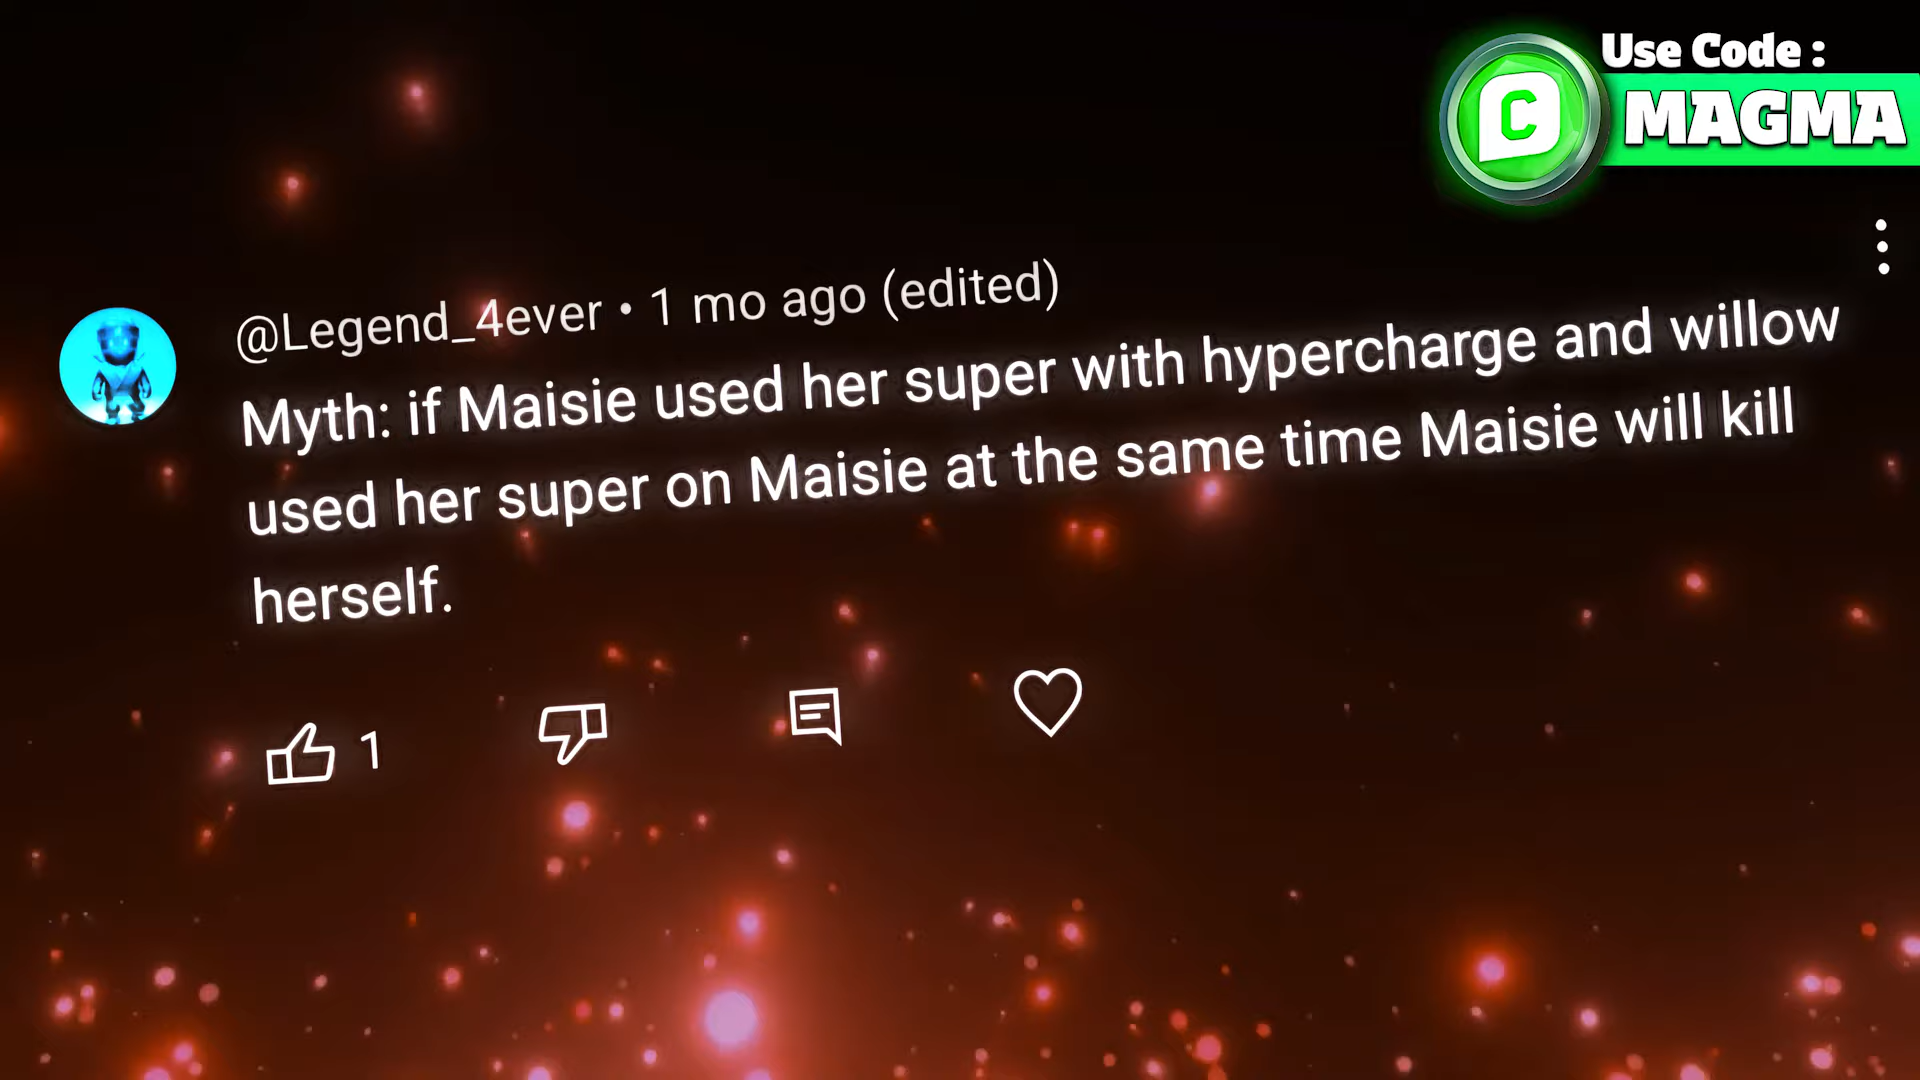 Use Code :
C
MAGMA
@Legend_4ever • 1 mo ago (edited)
Myth: if Maisie used her super with hypercharge and willow
used her super on Maisie at the same time Maisie will kill
herself.
1